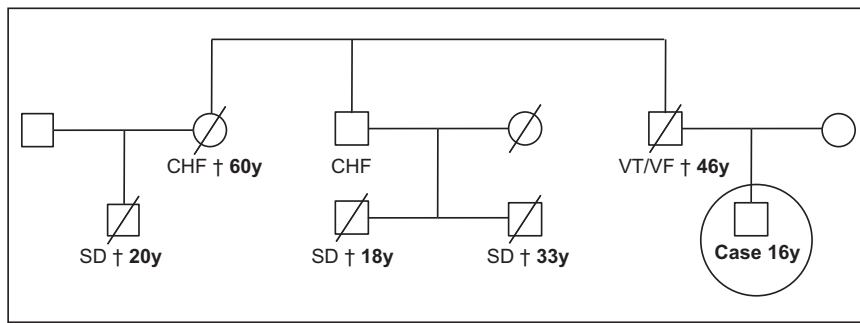 CHF † 60y
CHF
VT/VF † 46y
SD † 20y
SD † 18y
SD † 33y
Case 16y